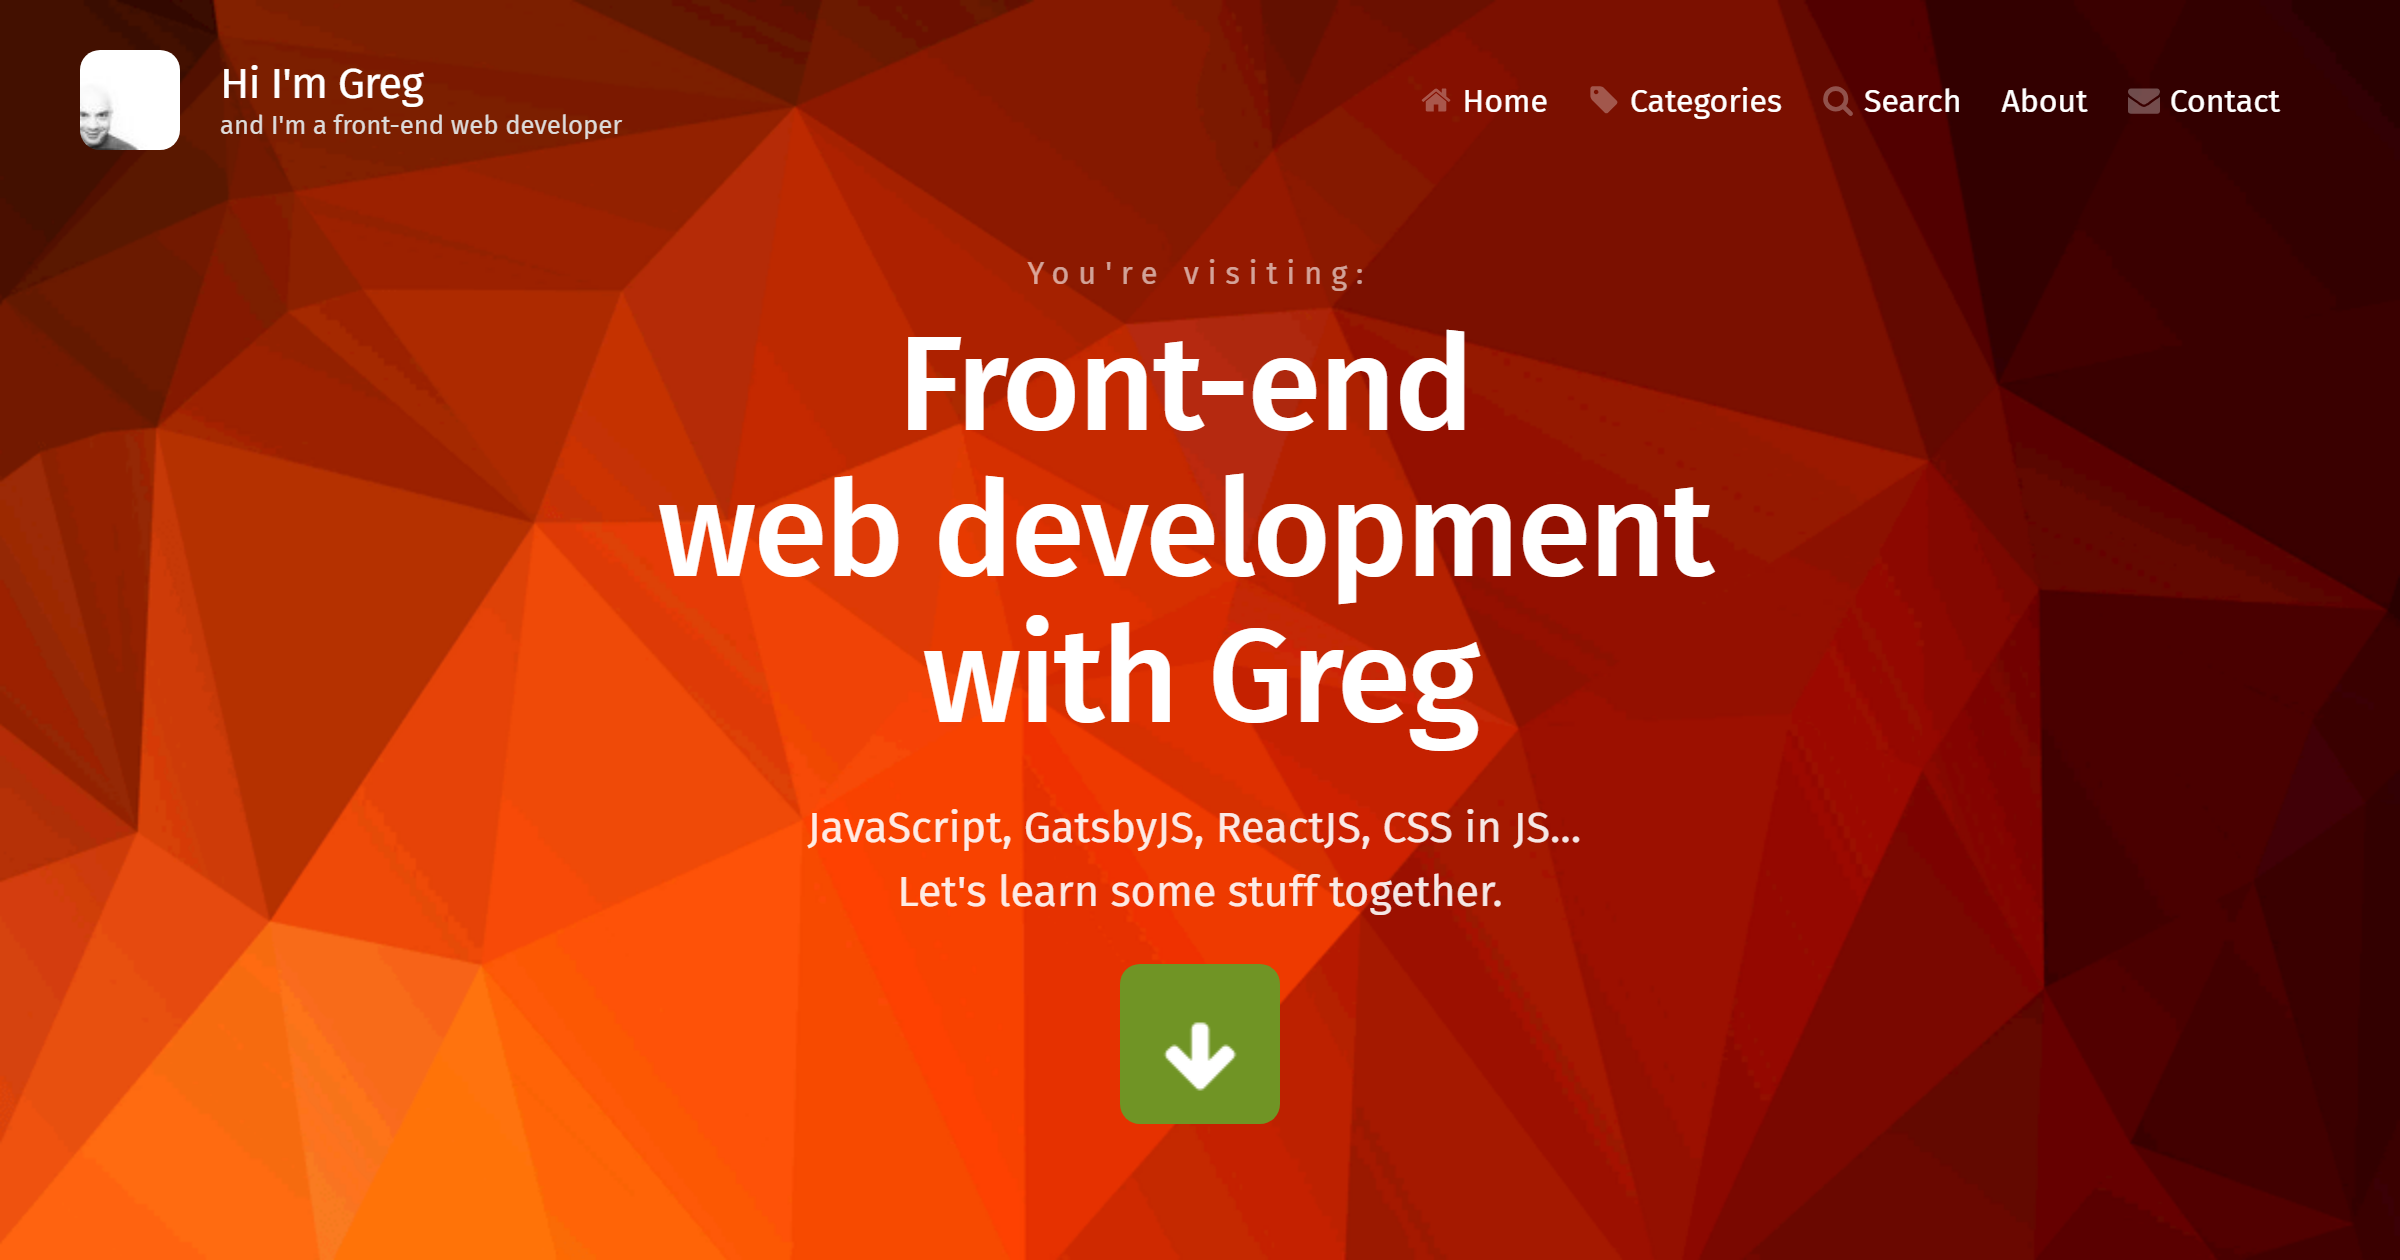 Hi I'm Greg
and I'm a front-end web developer
Home Categories Search About Contact
You're visiting:
Front-end
web development
with Greg
JavaScript, GatsbyJS, ReactJS, CSS in JS...
Let's learn some stuff together.